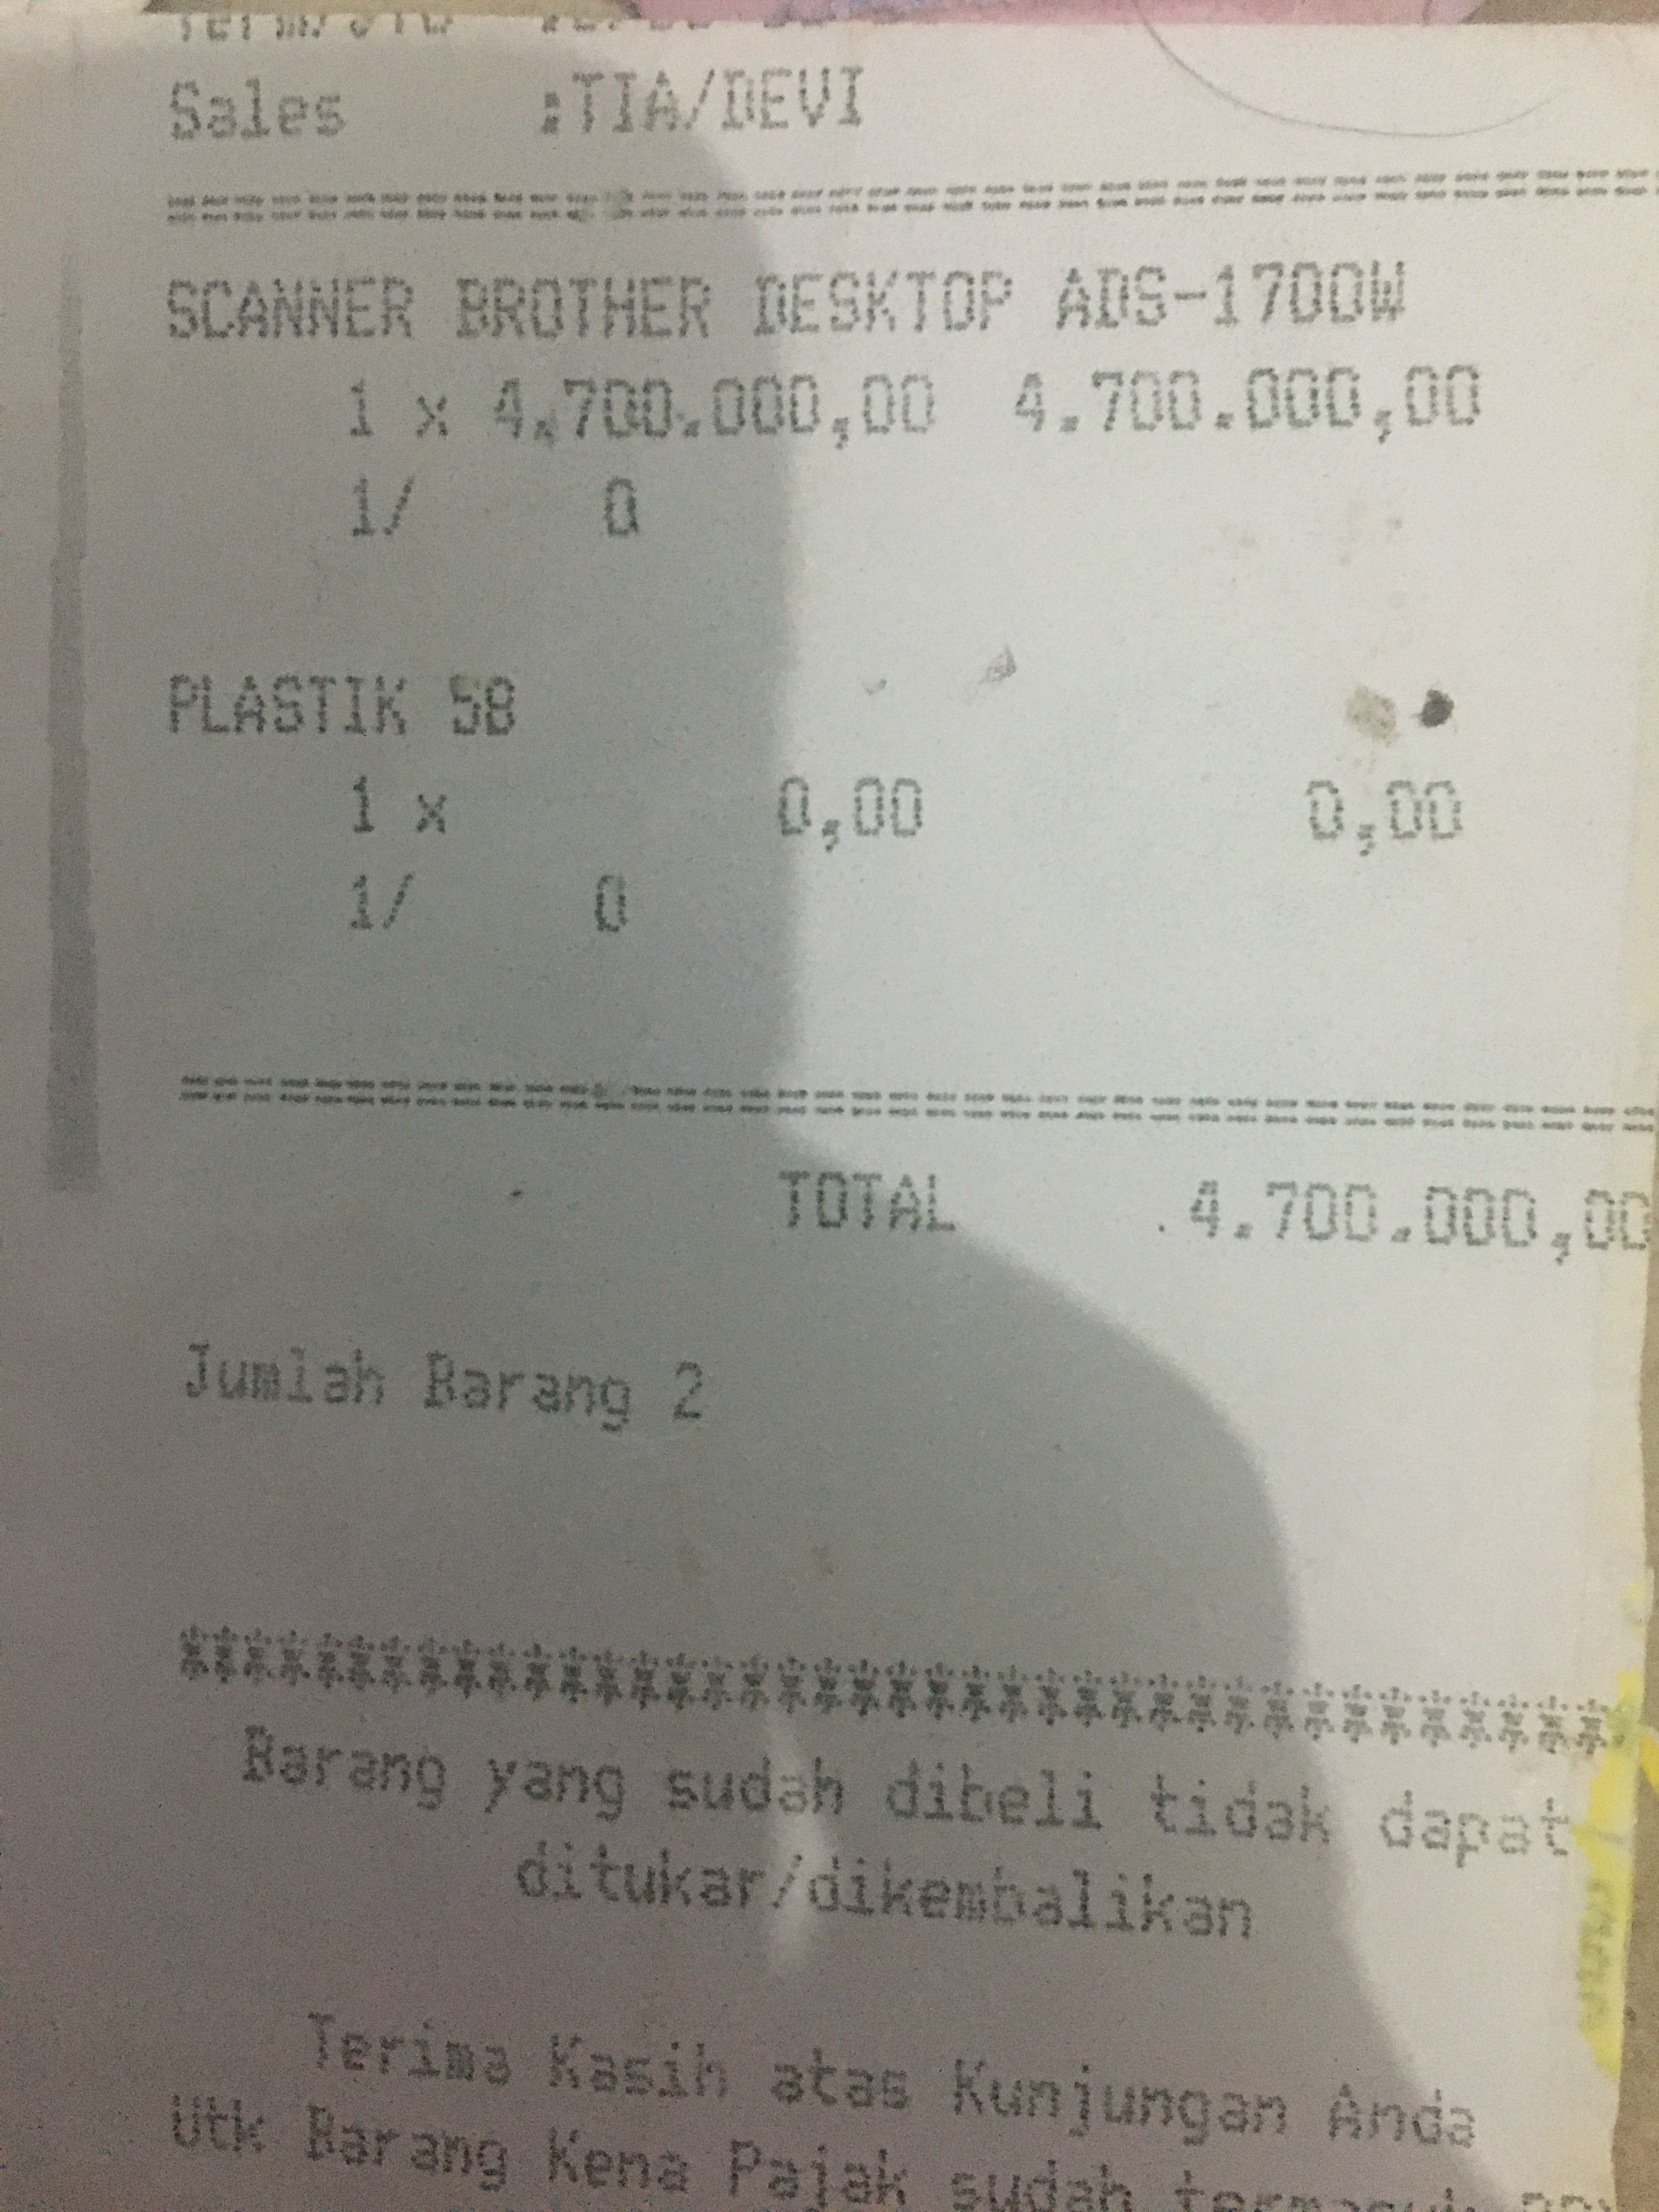 Sales :TIA/DEVI
SCANNER BROTHER DESKTOP ADS-1700W
1 x 4.700.000,00 4.700.000,00
1/ 0
PLASTIK SB
1 x 0,00 0,00
1/ 0
TOTAL 4.700.000,00
Jumlah Barang 2
****************************************
Barang yang sudah dibeli tidak dapat
ditukar/dikembalikan
Terima Kasih atas Kunjungan Anda
Utk Barang Kena Pajak sudah